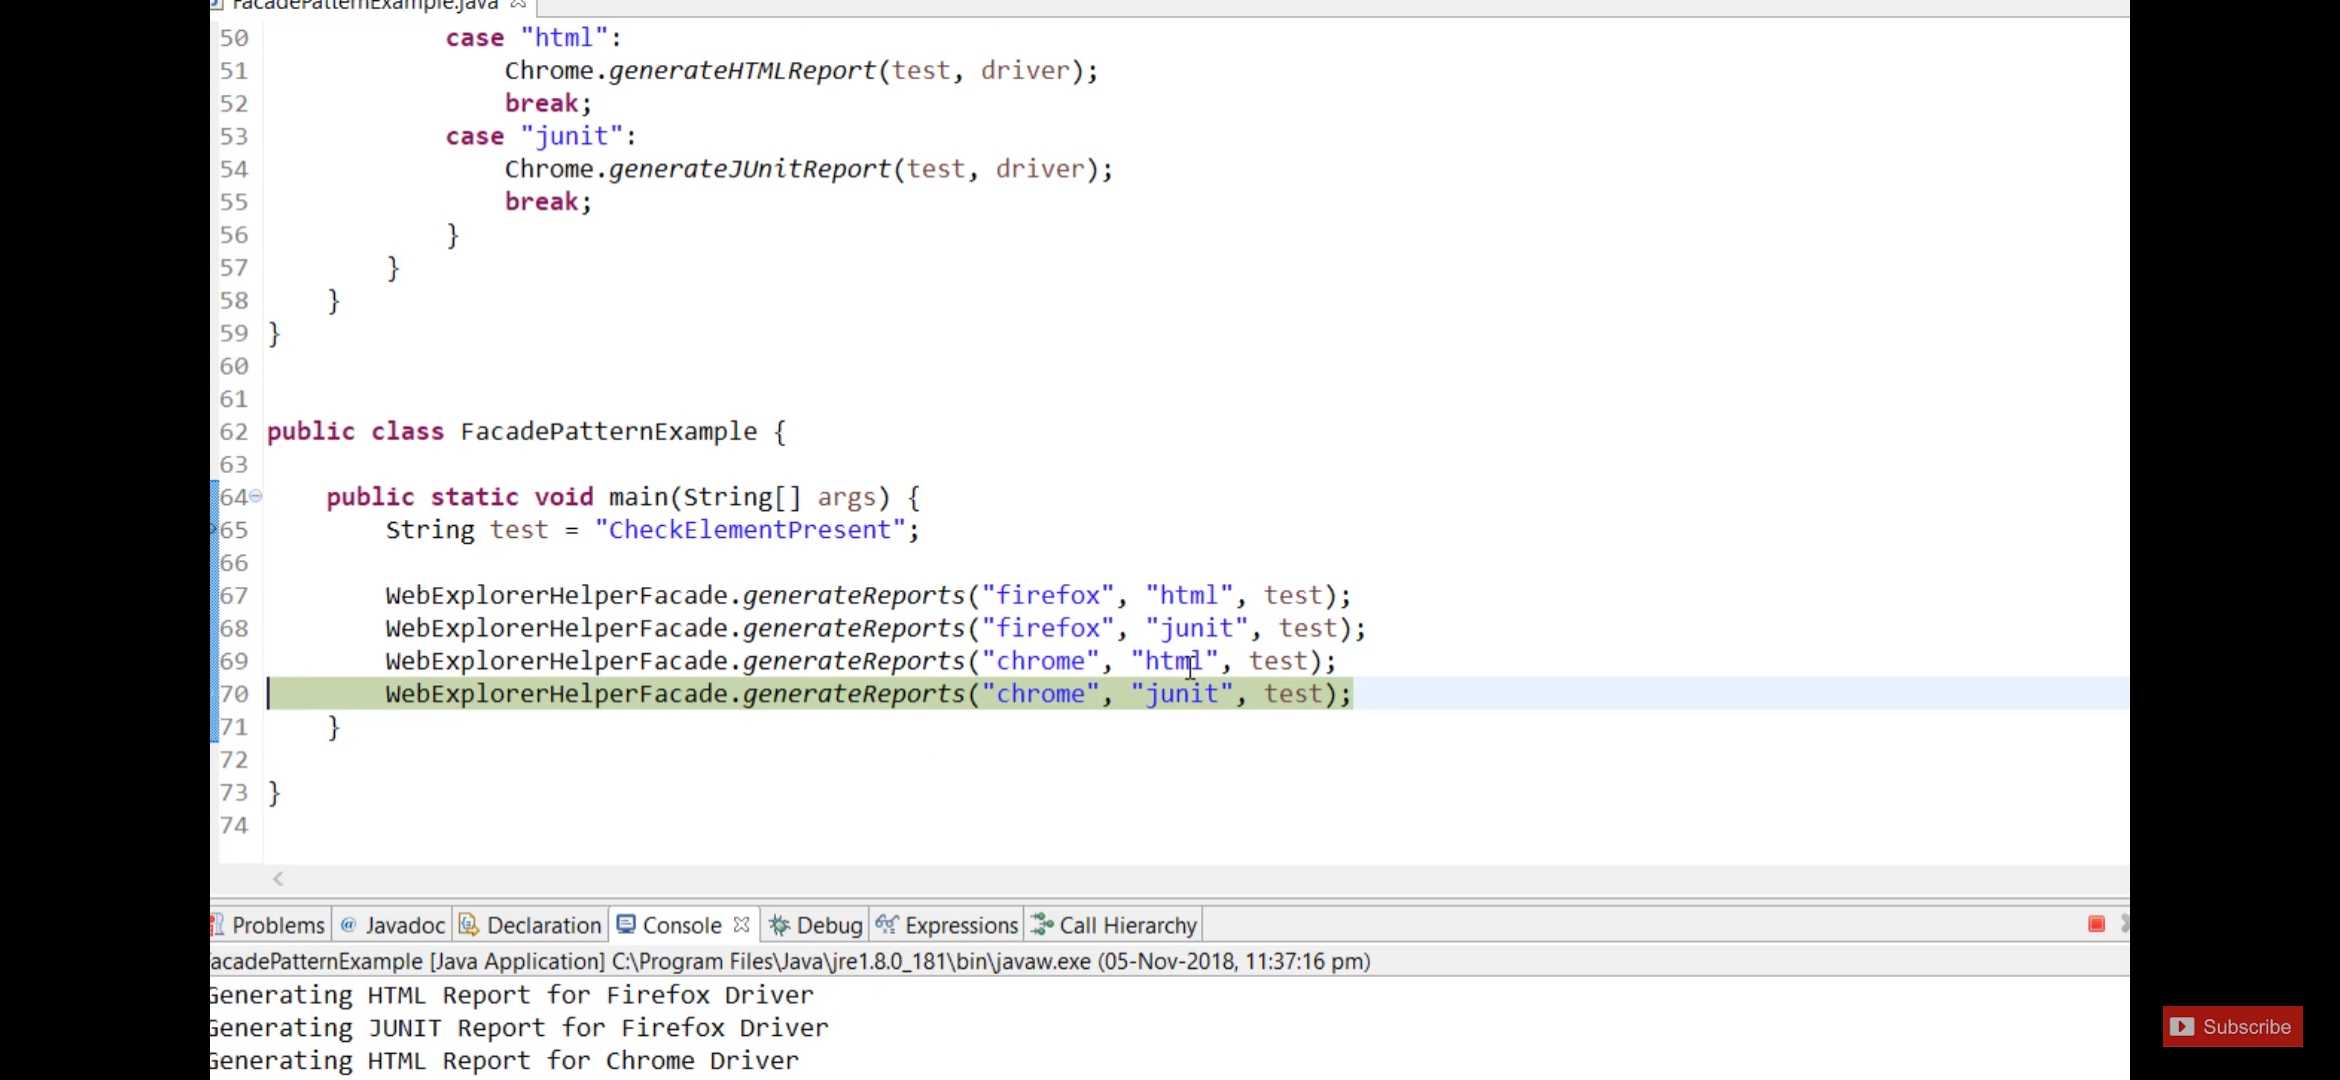 FacadePatternExample.java
50 case "html":
51 Chrome.generateHTMLReport(test, driver);
52 break;
53 case "junit":
54 Chrome.generateJUnitReport(test, driver);
55 break;
56 }
57 }
58 }
59 }
60
61
62 public class FacadePatternExample {
63
64 public static void main(String[] args) {
65 String test = "CheckElementPresent";
66
67 WebExplorerHelperFacade.generateReports("firefox", "html", test);
68 WebExplorerHelperFacade.generateReports("firefox", "junit", test);
69 WebExplorerHelperFacade.generateReports("chrome", "html", test);
70 WebExplorerHelperFacade.generateReports("chrome", "junit", test);
71 }
72
73 }
74
Problems @ Javadoc Declaration Console Debug Expressions Call Hierarchy
acadePatternExample [Java Application] C:\Program Files\Java\jre1.8.0_181\bin\javaw.exe (05-Nov-2018, 11:37:16 pm)
Generating HTML Report for Firefox Driver
Generating JUNIT Report for Firefox Driver
Generating HTML Report for Chrome Driver
Subscribe